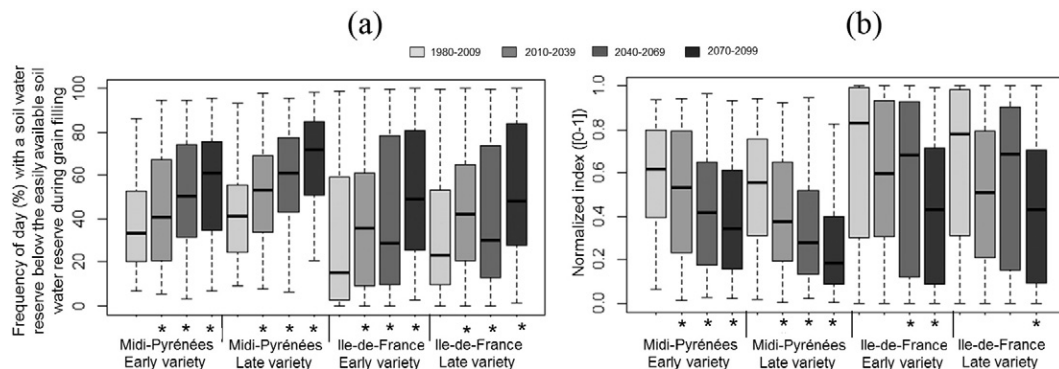 (a) (b)
1980-2009 2010-2039 2040-2069 2070-2099
Frequency of day (%) with a soil water
reserve below the easily available soil
water reserve during grain filling
100
80
60
40
20
0
* * * * * * * * * * * *
Midi-Pyrénées Midi-Pyrénées Ile-de-France Ile-de-France
Early variety Late variety Early variety Late variety
Normalized index ([0-1])
1.0
0.8
0.6
0.4
0.2
0.0
* * * * * * * * *
Midi-Pyrénées Midi-Pyrénées Ile-de-France Ile-de-France
Early variety Late variety Early variety Late variety